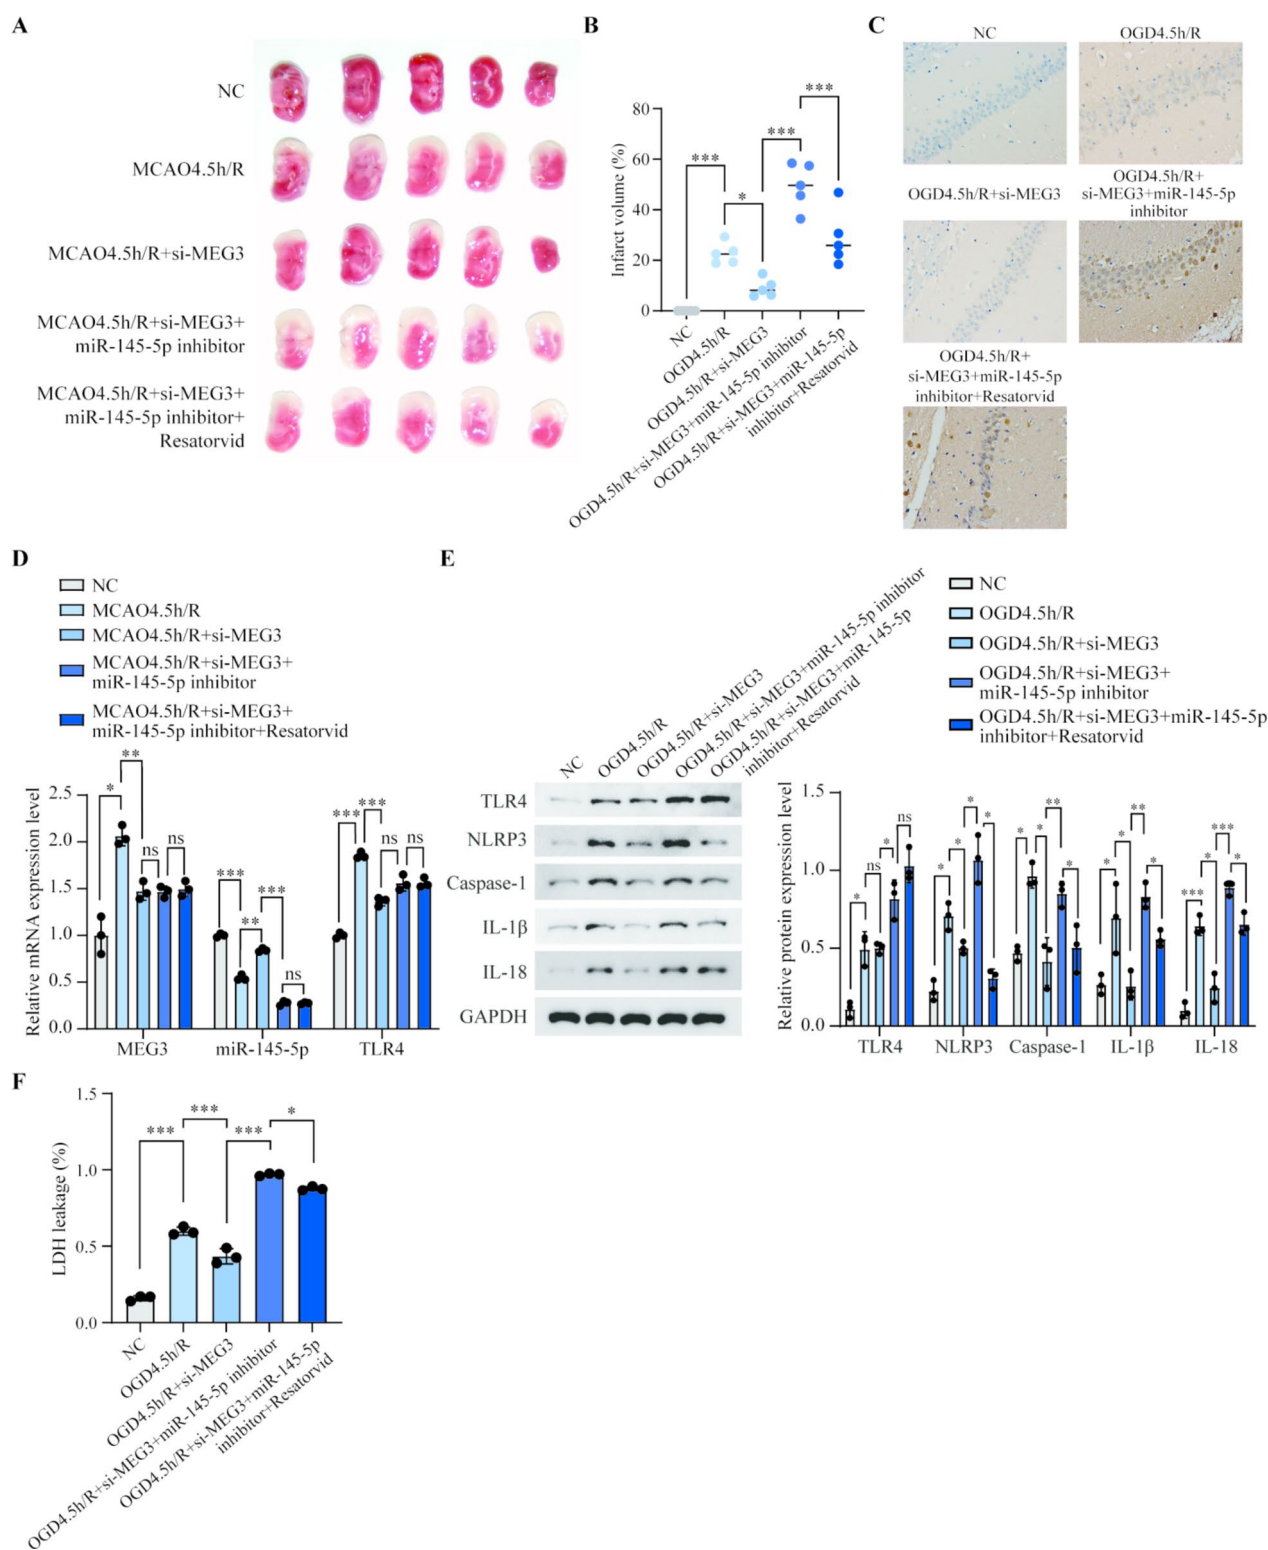 A
NC
MCAO4.5h/R
MCAO4.5h/R+si-MEG3
MCAO4.5h/R+si-MEG3+
miR-145-5p inhibitor
MCAO4.5h/R+si-MEG3+
miR-145-5p inhibitor+
Resatorvid
B
Infarct volume (%)
80
60
40
20
0
***
*
***
***
NC
OGD4.5h/R
OGD4.5h/R+si-MEG3
OGD4.5h/R+si-MEG3+miR-145-5p inhibitor
OGD4.5h/R+si-MEG3+miR-145-5p
inhibitor+Resatorvid
C
NC
OGD4.5h/R
OGD4.5h/R+si-MEG3
OGD4.5h/R+
si-MEG3+miR-145-5p
inhibitor
OGD4.5h/R+
si-MEG3+miR-145-5p
inhibitor+Resatorvid
D
NC
MCAO4.5h/R
MCAO4.5h/R+si-MEG3
MCAO4.5h/R+si-MEG3+
miR-145-5p inhibitor
MCAO4.5h/R+si-MEG3+
miR-145-5p inhibitor+Resatorvid
Relative mRNA expression level
2.5
2.0
1.5
1.0
0.5
0.0
*
**
ns
ns
***
**
***
ns
***
***
ns
ns
MEG3
miR-145-5p
TLR4
E
NC
OGD4.5h/R
OGD4.5h/R+si-MEG3
OGD4.5h/R+si-MEG3+miR-145-5p inhibitor
OGD4.5h/R+si-MEG3+miR-145-5p
inhibitor+Resatorvid
TLR4
NLRP3
Caspase-1
IL-1β
IL-18
GAPDH
NC
OGD4.5h/R
OGD4.5h/R+si-MEG3
OGD4.5h/R+si-MEG3+
miR-145-5p inhibitor
OGD4.5h/R+si-MEG3+miR-145-5p
inhibitor+Resatorvid
Relative protein expression level
1.5
1.0
0.5
0.0
*
ns
*
ns
*
*
*
*
*
*
**
*
*
*
**
*
***
*
***
*
TLR4
NLRP3
Caspase-1
IL-1β
IL-18
F
LDH leakage (%)
1.5
1.0
0.5
0.0
***
***
***
*
NC
OGD4.5h/R
OGD4.5h/R+si-MEG3
OGD4.5h/R+si-MEG3+miR-145-5p inhibitor
OGD4.5h/R+si-MEG3+miR-145-5p
inhibitor+Resatorvid